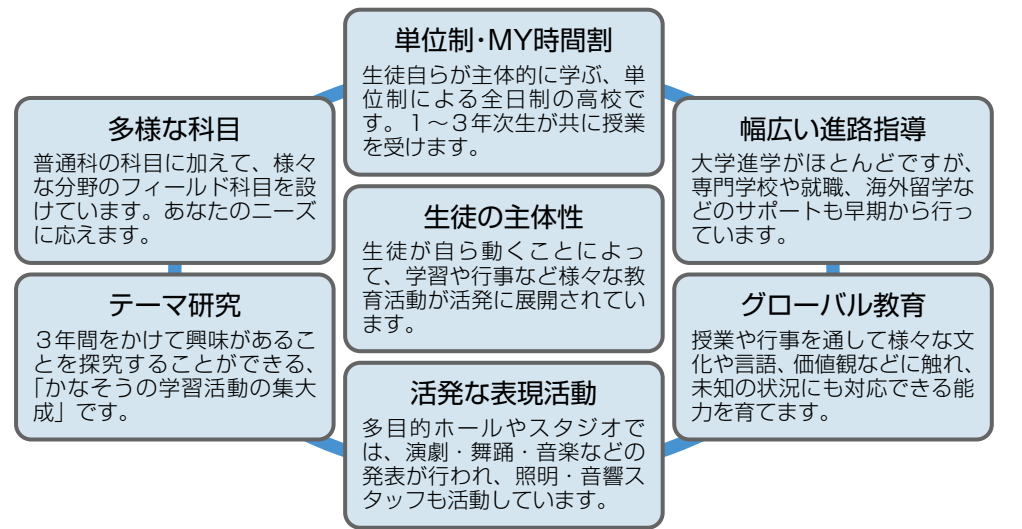 単位制・MY時間割
生徒自らが主体的に学ぶ、単
位制による全日制の高校で
す。１～３年次生が共に授業
を受けます。
多様な科目
普通科の科目に加えて、様々
な分野のフィールド科目を設
けています。あなたのニーズ
に応えます。
幅広い進路指導
大学進学がほとんどですが、
専門学校や就職、海外留学な
どのサポートも早期から行っ
ています。
生徒の主体性
生徒が自ら動くことによっ
て、学習や行事など様々な教
育活動が活発に展開されてい
ます。
テーマ研究
３年間をかけて興味があるこ
とを探究することができる、
「かなそうの学習活動の集大
成」です。
グローバル教育
授業や行事を通して様々な文
化や言語、価値観などに触れ、
未知の状況にも対応できる能
力を育てます。
活発な表現活動
多目的ホールやスタジオで
は、演劇・舞踊・音楽などの
発表が行われ、照明・音響ス
タッフも活動しています。